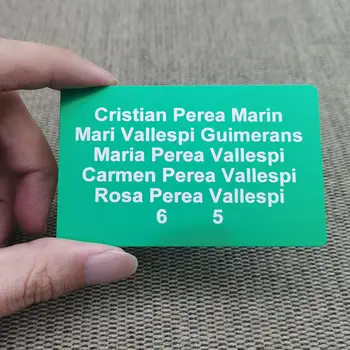 Cristian Perea Marin
Mari Vallespi Guimerans
Maria Perea Vallespi
Carmen Perea Vallespi
Rosa Perea Vallespi
6 5